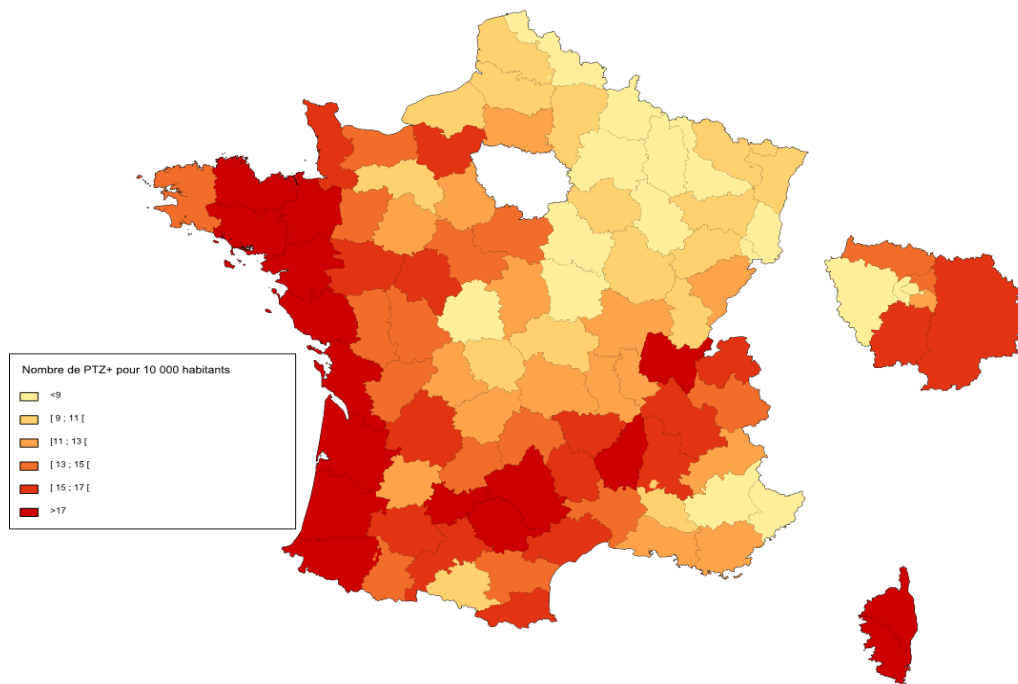 Nombre de PTZ+ pour 10 000 habitants
<9
[ 9 ; 11 [
[11 ; 13 [
[ 13 ; 15 [
[ 15 ; 17 [
>17